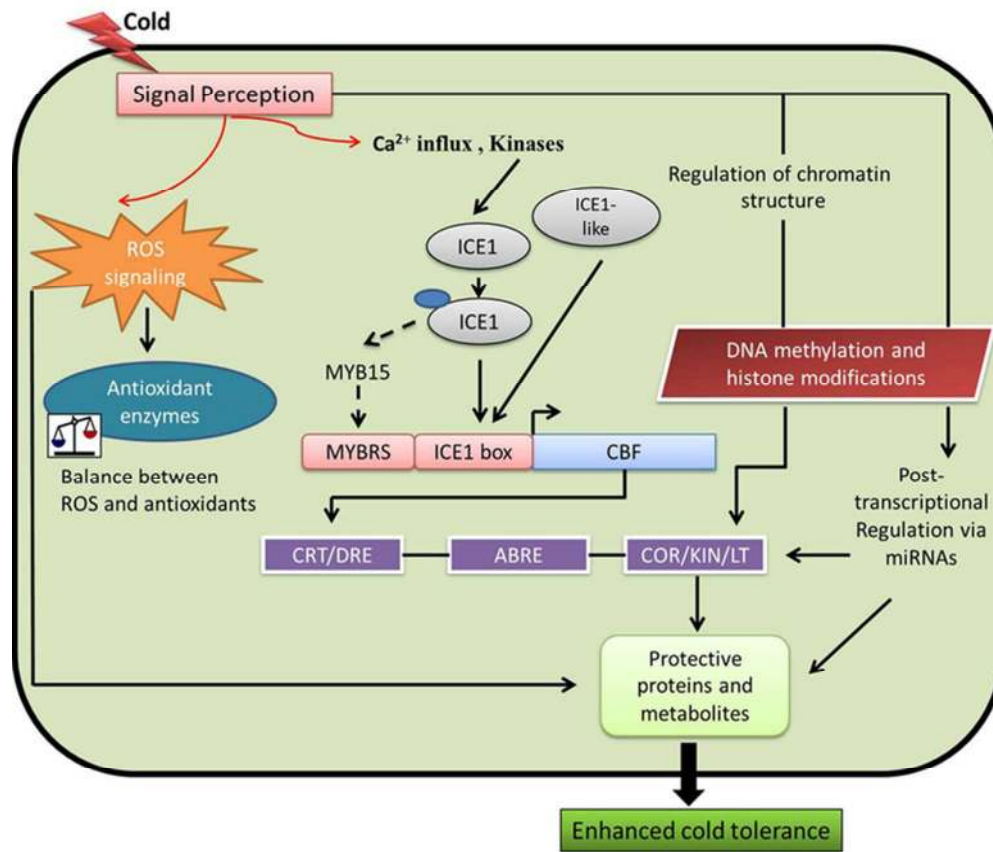 Cold
Signal Perception
Ca²⁺ influx , Kinases
Regulation of chromatin
structure
ICE1-
like
ROS
signaling
ICE1
ICE1
DNA methylation and
histone modifications
MYB15
Antioxidant
enzymes
MYBRS
ICE1 box
CBF
Balance between
ROS and antioxidants
Post-
transcriptional
Regulation via
miRNAs
CRT/DRE
ABRE
COR/KIN/LT
Protective
proteins and
metabolites
Enhanced cold tolerance